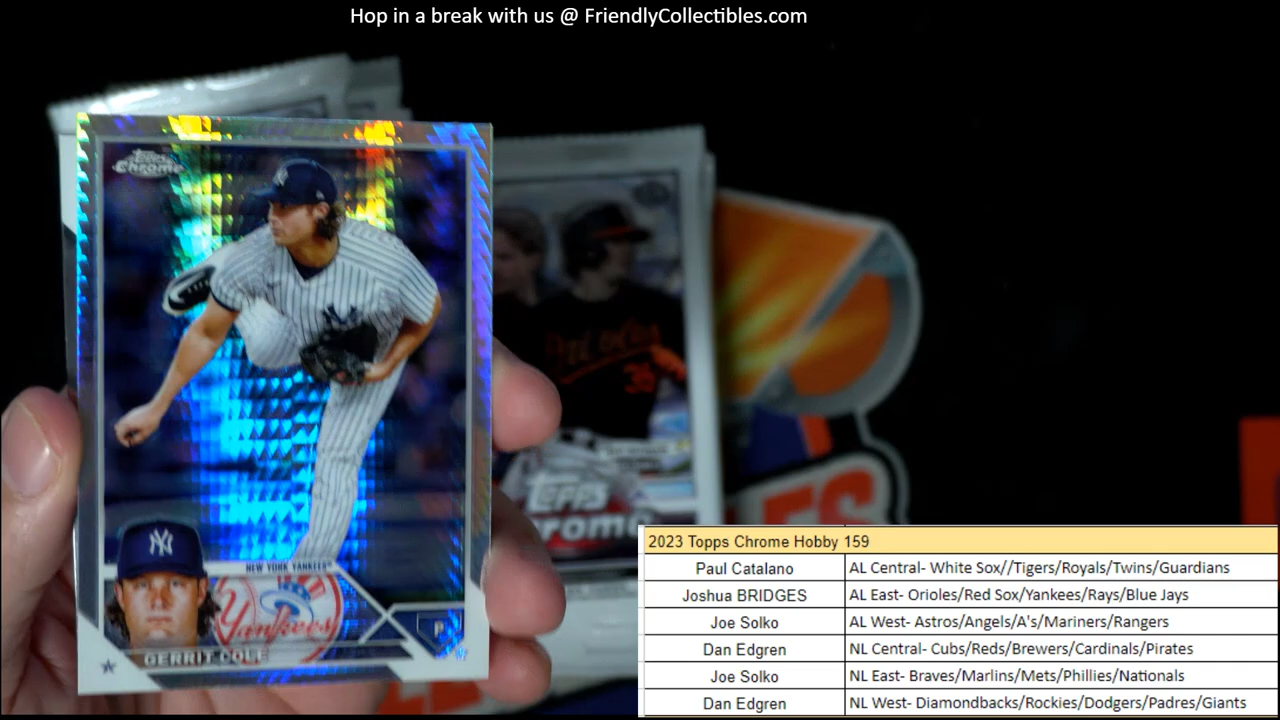 Hop in a break with us @ FriendlyCollectibles.com
Topps
Chrome
NEW YORK YANKEES
Yankees
P
GERRIT COLE
Topps
Chrome
2023 Topps Chrome Hobby 159
Paul Catalano AL Central- White Sox//Tigers/Royals/Twins/Guardians
Joshua BRIDGES AL East- Orioles/Red Sox/Yankees/Rays/Blue Jays
Joe Solko AL West- Astros/Angels/A's/Mariners/Rangers
Dan Edgren NL Central- Cubs/Reds/Brewers/Cardinals/Pirates
Joe Solko NL East- Braves/Marlins/Mets/Phillies/Nationals
Dan Edgren NL West- Diamondbacks/Rockies/Dodgers/Padres/Giants